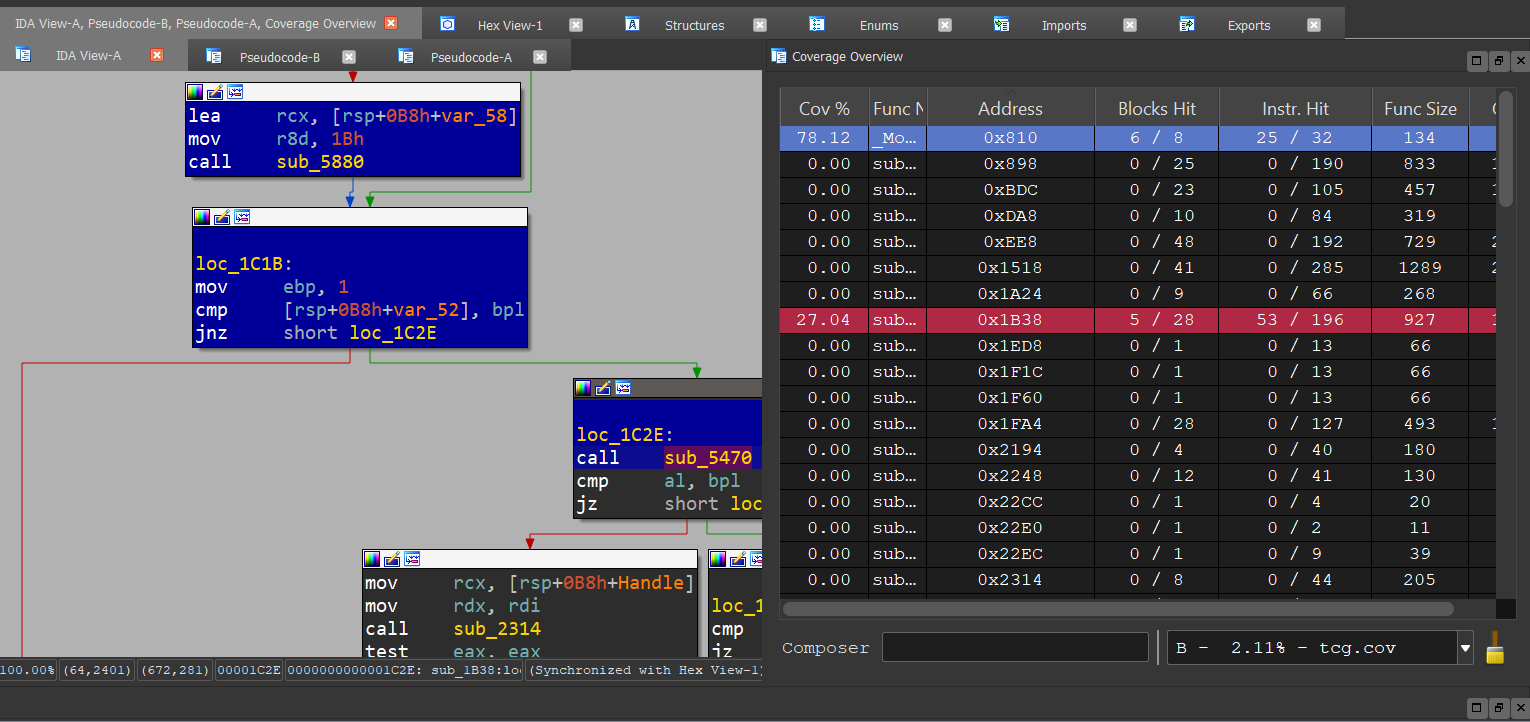 IDA View-A, Pseudocode-B, Pseudocode-A, Coverage Overview Hex View-1 Structures Enums Imports Exports
IDA View-A Pseudocode-B Pseudocode-A
lea rcx, [rsp+0B8h+var_58]
mov r8d, 1Bh
call sub_5880
loc_1C1B:
mov ebp, 1
cmp [rsp+0B8h+var_52], bpl
jnz short loc_1C2E
loc_1C2E:
call sub_5470
cmp al, bpl
jz short loc
mov rcx, [rsp+0B8h+Handle]
mov rdx, rdi
call sub_2314
test eax, eax
loc_1
cmp
jz
100.00% (64,2401) (672,281) 00001C2E 0000000000001C2E: sub_1B38:lo (Synchronized with Hex View-1)
Coverage Overview
Cov % Func N Address Blocks Hit Instr. Hit Func Size C
78.12 _Mo... 0x810 6 / 8 25 / 32 134
0.00 sub... 0x898 0 / 25 0 / 190 833 1
0.00 sub... 0xBDC 0 / 23 0 / 105 457 1
0.00 sub... 0xDA8 0 / 10 0 / 84 319
0.00 sub... 0xEE8 0 / 48 0 / 192 729 2
0.00 sub... 0x1518 0 / 41 0 / 285 1289 2
0.00 sub... 0x1A24 0 / 9 0 / 66 268
27.04 sub... 0x1B38 5 / 28 53 / 196 927 1
0.00 sub... 0x1ED8 0 / 1 0 / 13 66
0.00 sub... 0x1F1C 0 / 1 0 / 13 66
0.00 sub... 0x1F60 0 / 1 0 / 13 66
0.00 sub... 0x1FA4 0 / 28 0 / 127 493 1
0.00 sub... 0x2194 0 / 4 0 / 40 180
0.00 sub... 0x2248 0 / 12 0 / 41 130
0.00 sub... 0x22CC 0 / 1 0 / 4 20
0.00 sub... 0x22E0 0 / 1 0 / 2 11
0.00 sub... 0x22EC 0 / 1 0 / 9 39
0.00 sub... 0x2314 0 / 8 0 / 44 205
Composer B - 2.11% - tcg.cov